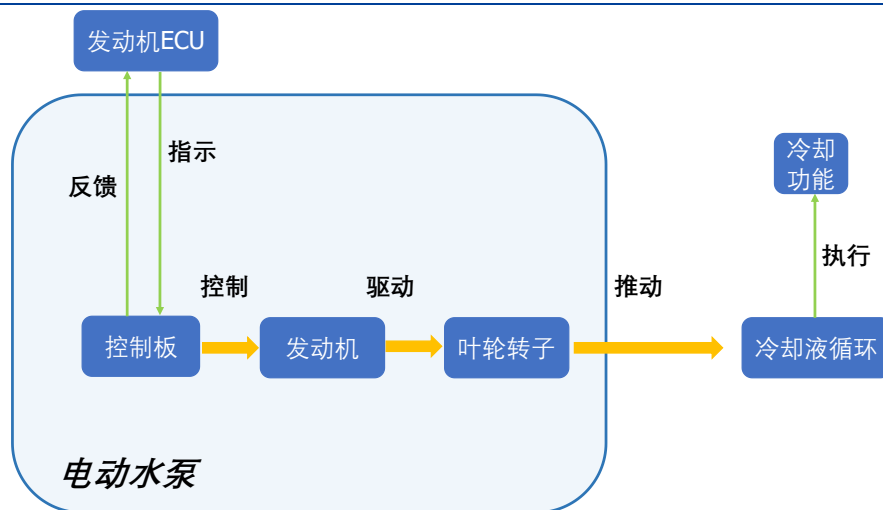 发动机ECU
指示
反馈
冷却
功能
执行
控制
驱动
推动
控制板
发动机
叶轮转子
冷却液循环
电动水泵